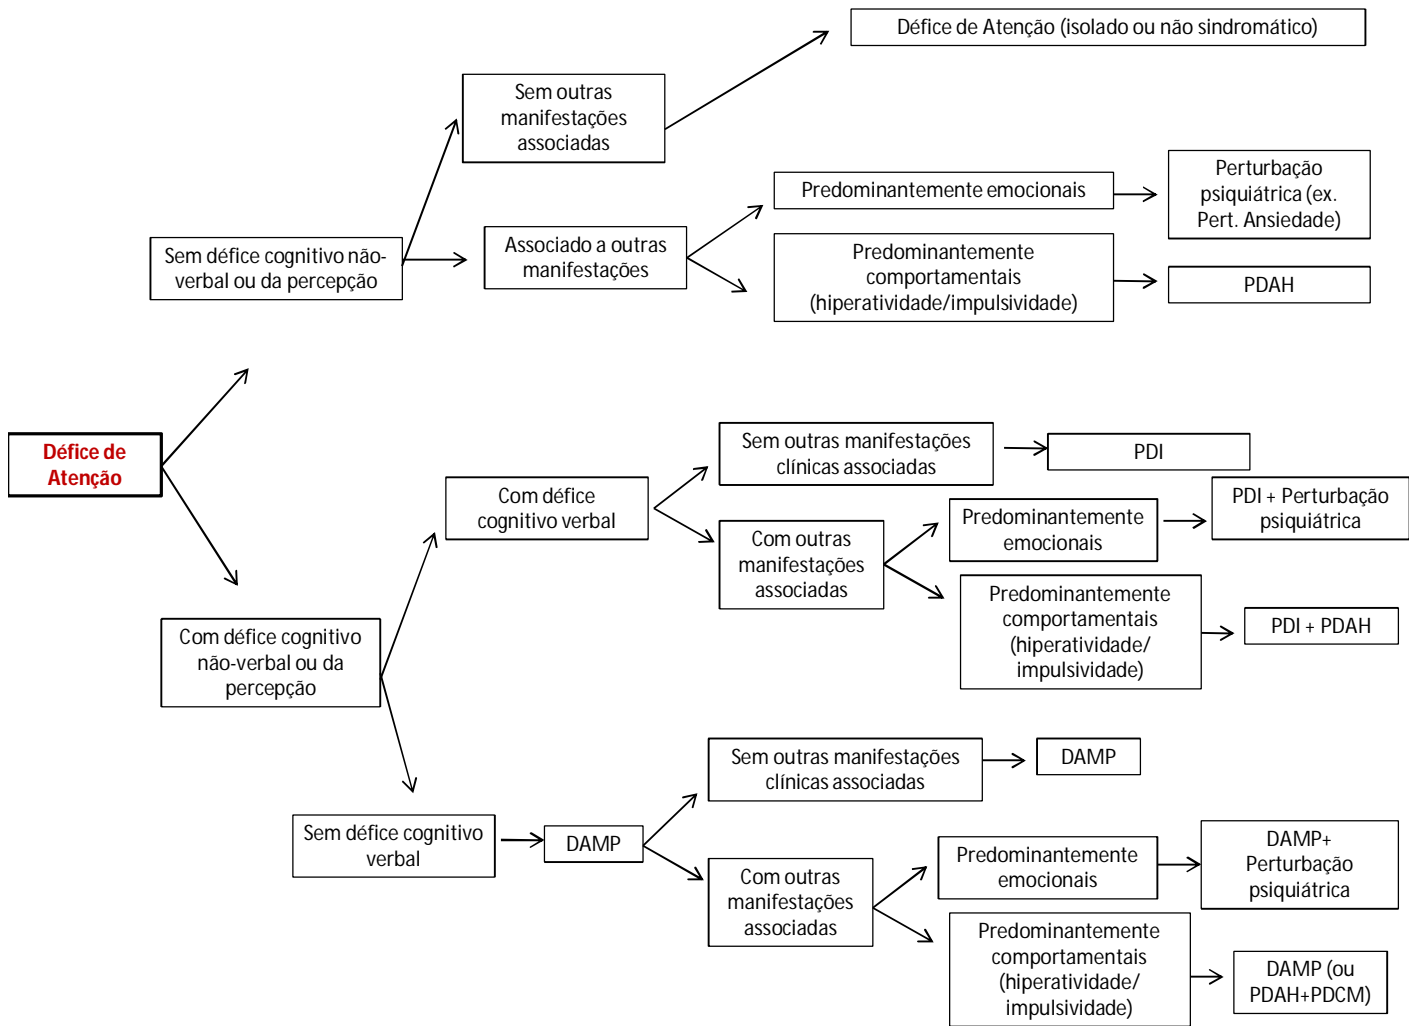 Défice de Atenção (isolado ou não sindromático)
Sem outras
manifestações
associadas
Predominantemente emocionais
Perturbação
psiquiátrica (ex.
Pert. Ansiedade)
Sem défice cognitivo não-
verbal ou da percepção
Associado a outras
manifestações
Predominantemente
comportamentais
(hiperatividade/impulsividade)
PDAH
Défice de
Atenção
Sem outras manifestações
clínicas associadas
PDI
Com défice
cognitivo verbal
Com outras
manifestações
associadas
Predominantemente
emocionais
PDI + Perturbação
psiquiátrica
Predominantemente
comportamentais
(hiperatividade/
impulsividade)
PDI + PDAH
Com défice cognitivo
não-verbal ou da
percepção
Sem outras manifestações
clínicas associadas
DAMP
Sem défice cognitivo
verbal
DAMP
Com outras
manifestações
associadas
Predominantemente
emocionais
DAMP+
Perturbação
psiquiátrica
Predominantemente
comportamentais
(hiperatividade/
impulsividade)
DAMP (ou
PDAH+PDCM)